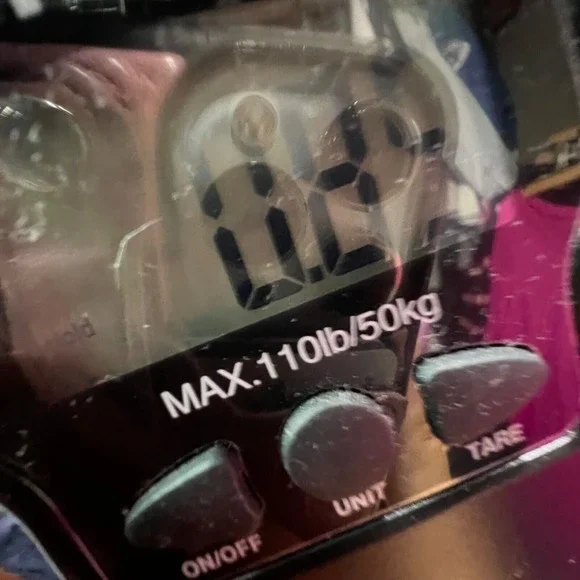 MAX.110lb/50kg
TARE
UNIT
ON/OFF